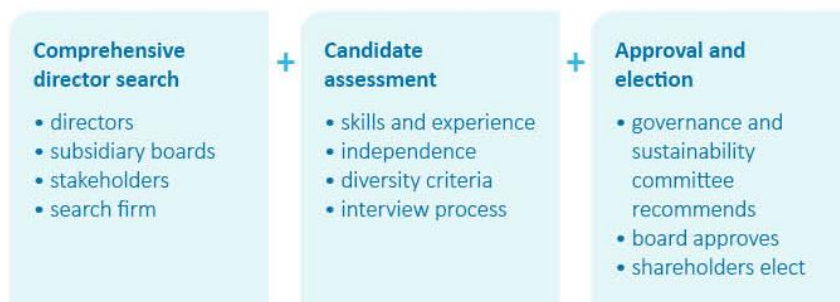 Comprehensive
director search
• directors
• subsidiary boards
• stakeholders
• search firm
+
Candidate
assessment
• skills and experience
• independence
• diversity criteria
• interview process
+
Approval and
election
• governance and
sustainability
committee
recommends
• board approves
• shareholders elect